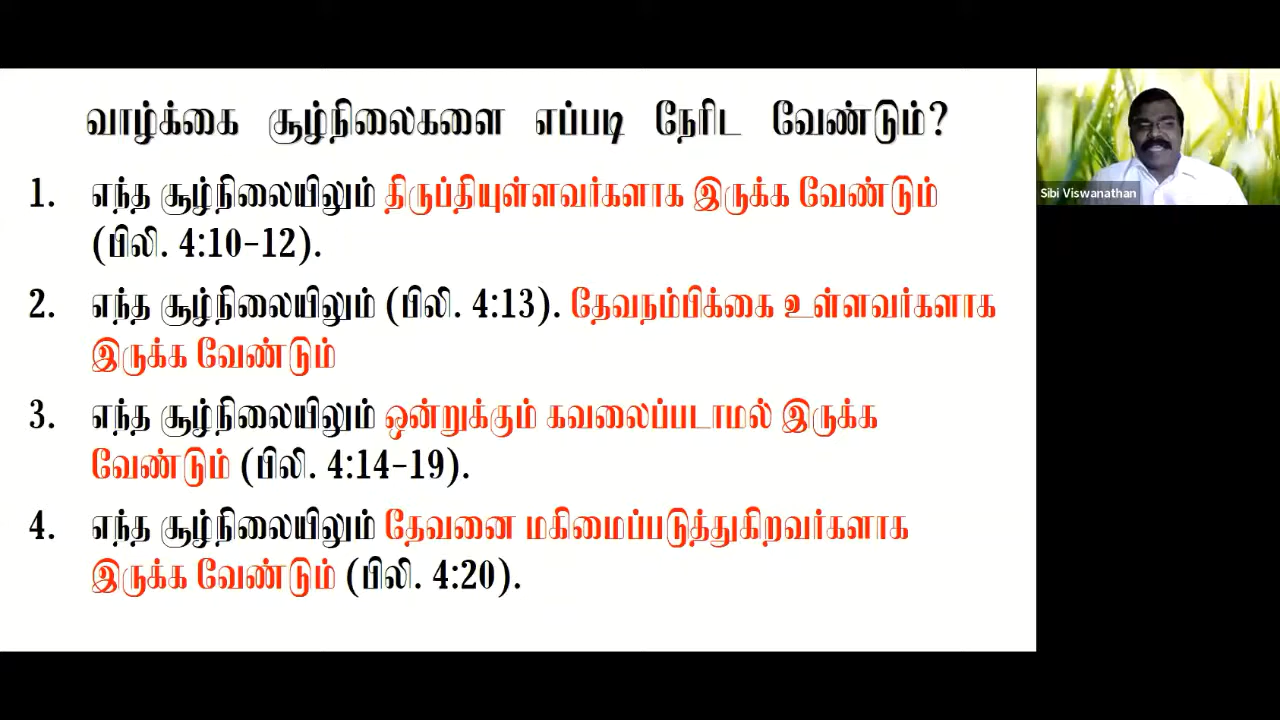 வாழ்க்கை சூழ்நிலைகளை எப்படி நேரிட வேண்டும்?
1. எந்த சூழ்நிலையிலும் திருப்தியுள்ளவர்களாக இருக்க வேண்டும்
(பிலி. 4:10-12).
2. எந்த சூழ்நிலையிலும் (பிலி. 4:13). தேவநம்பிக்கை உள்ளவர்களாக
இருக்க வேண்டும்
3. எந்த சூழ்நிலையிலும் ஒன்றுக்கும் கவலைப்படாமல் இருக்க
வேண்டும் (பிலி. 4:14-19).
4. எந்த சூழ்நிலையிலும் தேவனை மகிமைப்படுத்துகிறவர்களாக
இருக்க வேண்டும் (பிலி. 4:20).
Sibi Viswanathan